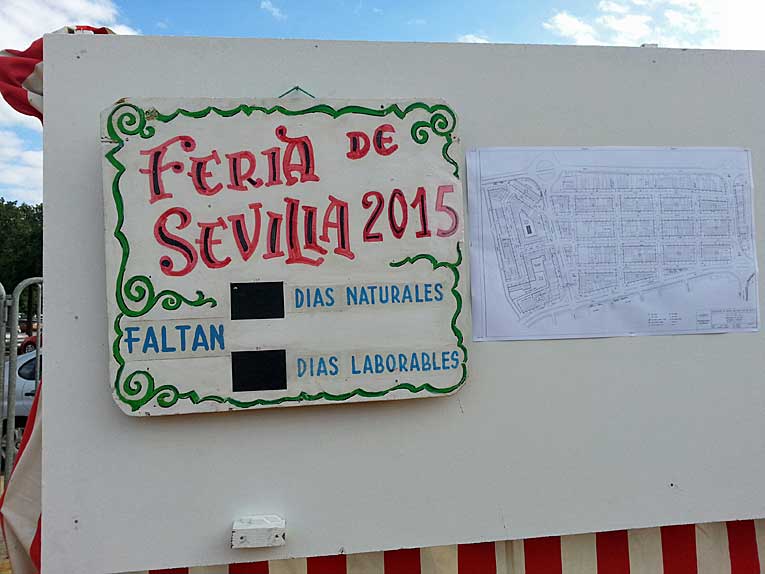 FERIA DE
SEVILLA 2015
DIAS NATURALES
FALTAN
DIAS LABORABLES